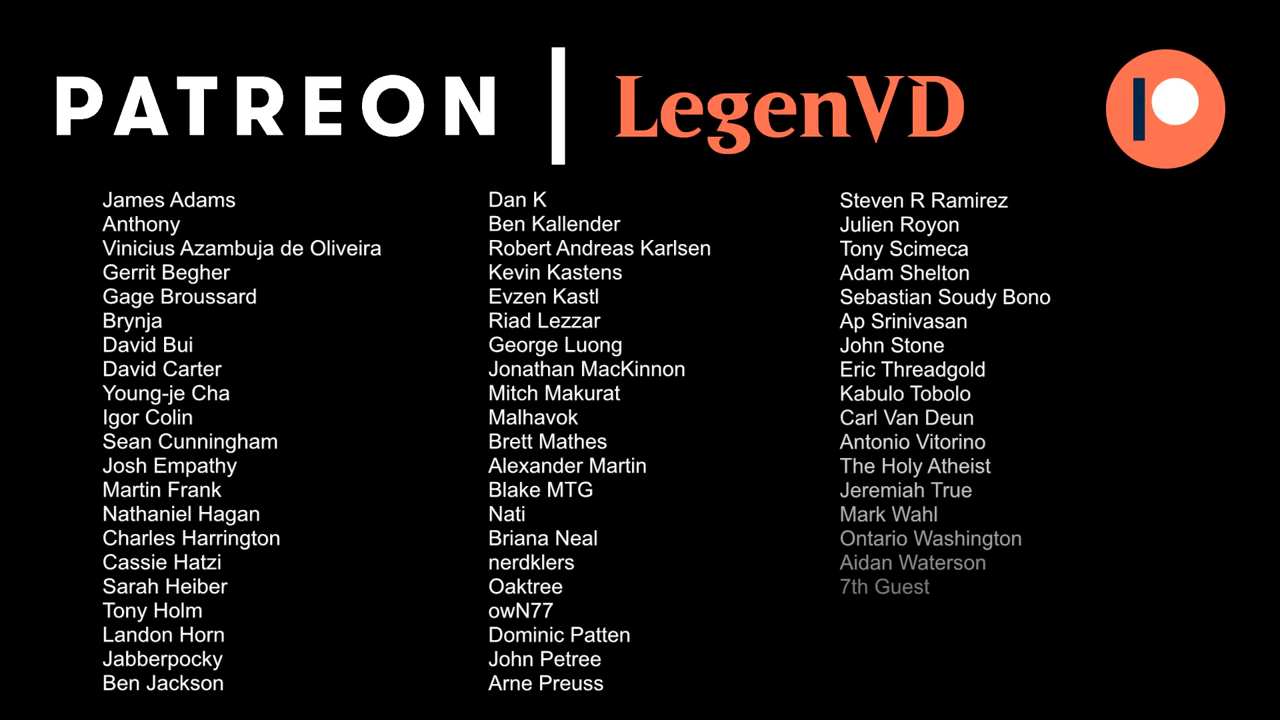 PATREON | LegenVD
James Adams
Anthony
Vinicius Azambuja de Oliveira
Gerrit Begher
Gage Broussard
Brynja
David Bui
David Carter
Young-je Cha
Igor Colin
Sean Cunningham
Josh Empathy
Martin Frank
Nathaniel Hagan
Charles Harrington
Cassie Hatzi
Sarah Heiber
Tony Holm
Landon Horn
Jabberpocky
Ben Jackson
Dan K
Ben Kallender
Robert Andreas Karlsen
Kevin Kastens
Evzen Kastl
Riad Lezzar
George Luong
Jonathan MacKinnon
Mitch Makurat
Malhavok
Brett Mathes
Alexander Martin
Blake MTG
Nati
Briana Neal
nerdklers
Oaktree
owN77
Dominic Patten
John Petree
Arne Preuss
Steven R Ramirez
Julien Royon
Tony Scimeca
Adam Shelton
Sebastian Soudy Bono
Ap Srinivasan
John Stone
Eric Threadgold
Kabulo Tobolo
Carl Van Deun
Antonio Vitorino
The Holy Atheist
Jeremiah True
Mark Wahl
Ontario Washington
Aidan Waterson
7th Guest